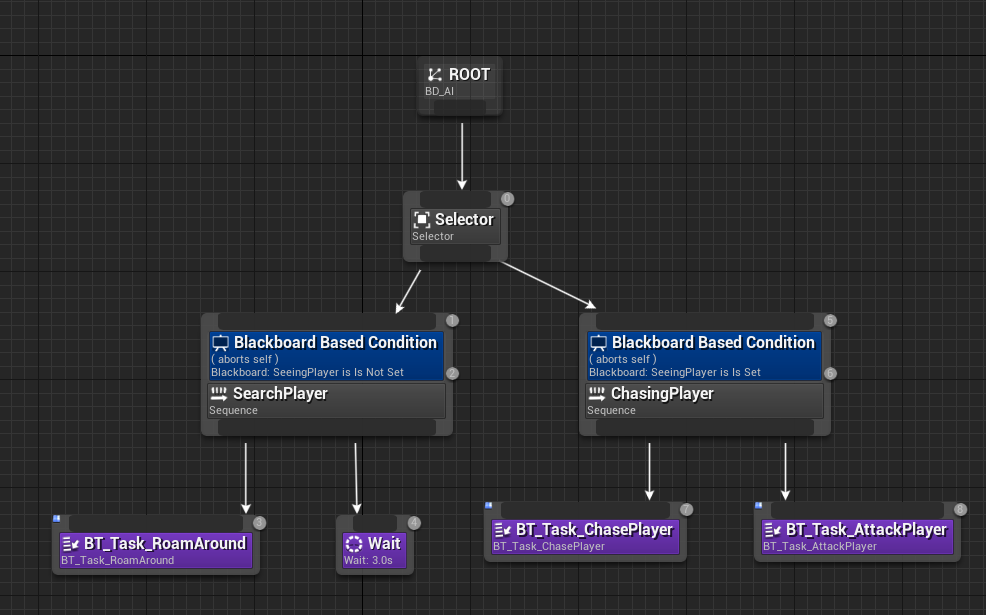 ROOT
BD_AI
0
Selector
Selector
1
Blackboard Based Condition
( aborts self )
Blackboard: SeeingPlayer is Is Not Set
2
SearchPlayer
Sequence
5
Blackboard Based Condition
( aborts self )
Blackboard: SeeingPlayer is Is Set
6
ChasingPlayer
Sequence
3
BT_Task_RoamAround
BT_Task_RoamAround
4
Wait
Wait: 3.0s
7
BT_Task_ChasePlayer
BT_Task_ChasePlayer
8
BT_Task_AttackPlayer
BT_Task_AttackPlayer